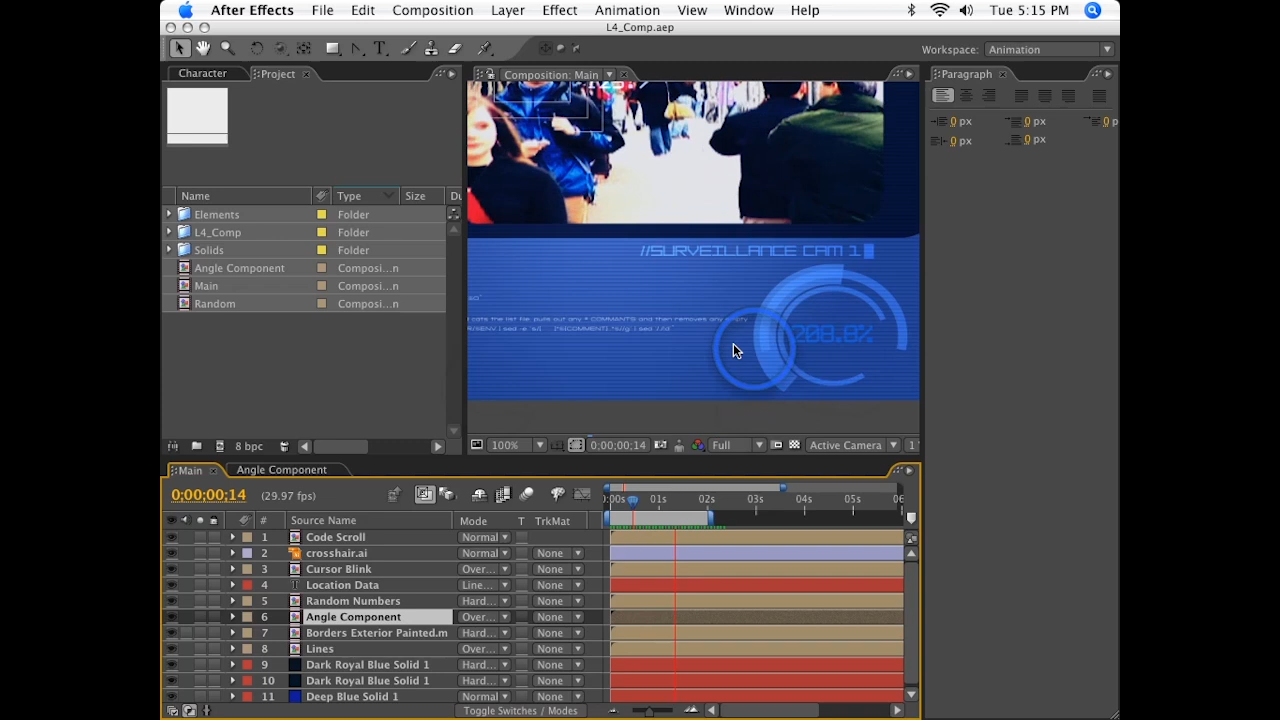 After Effects File Edit Composition Layer Effect Animation View Window Help Tue 5:15 PM
L4_Comp.aep
Workspace: Animation
Character Project Composition: Main Paragraph
0 px 0 px 0 p
0 px 0 px
Name Type Size Du
Elements Folder
L4_Comp Folder
Solids Folder
Angle Component Composi...n
Main Composi...n
Random Composi...n
//SURVEILLANCE CAM 1
208.8%
8 bpc 100% 0;00;00;14 Full Active Camera 1
Main Angle Component
0;00;00;14 (29.97 fps)
):00s 01s 02s 03s 04s 05s 06
# Source Name Mode T TrkMat
1 Code Scroll Normal
2 crosshair.ai Normal None
3 Cursor Blink Over... None
4 Location Data Line... None
5 Random Numbers Hard... None
6 Angle Component Over... None
7 Borders Exterior Painted.m Hard... None
8 Lines Over... None
9 Dark Royal Blue Solid 1 Hard... None
10 Dark Royal Blue Solid 1 Hard... None
11 Deep Blue Solid 1 Normal None
Toggle Switches / Modes